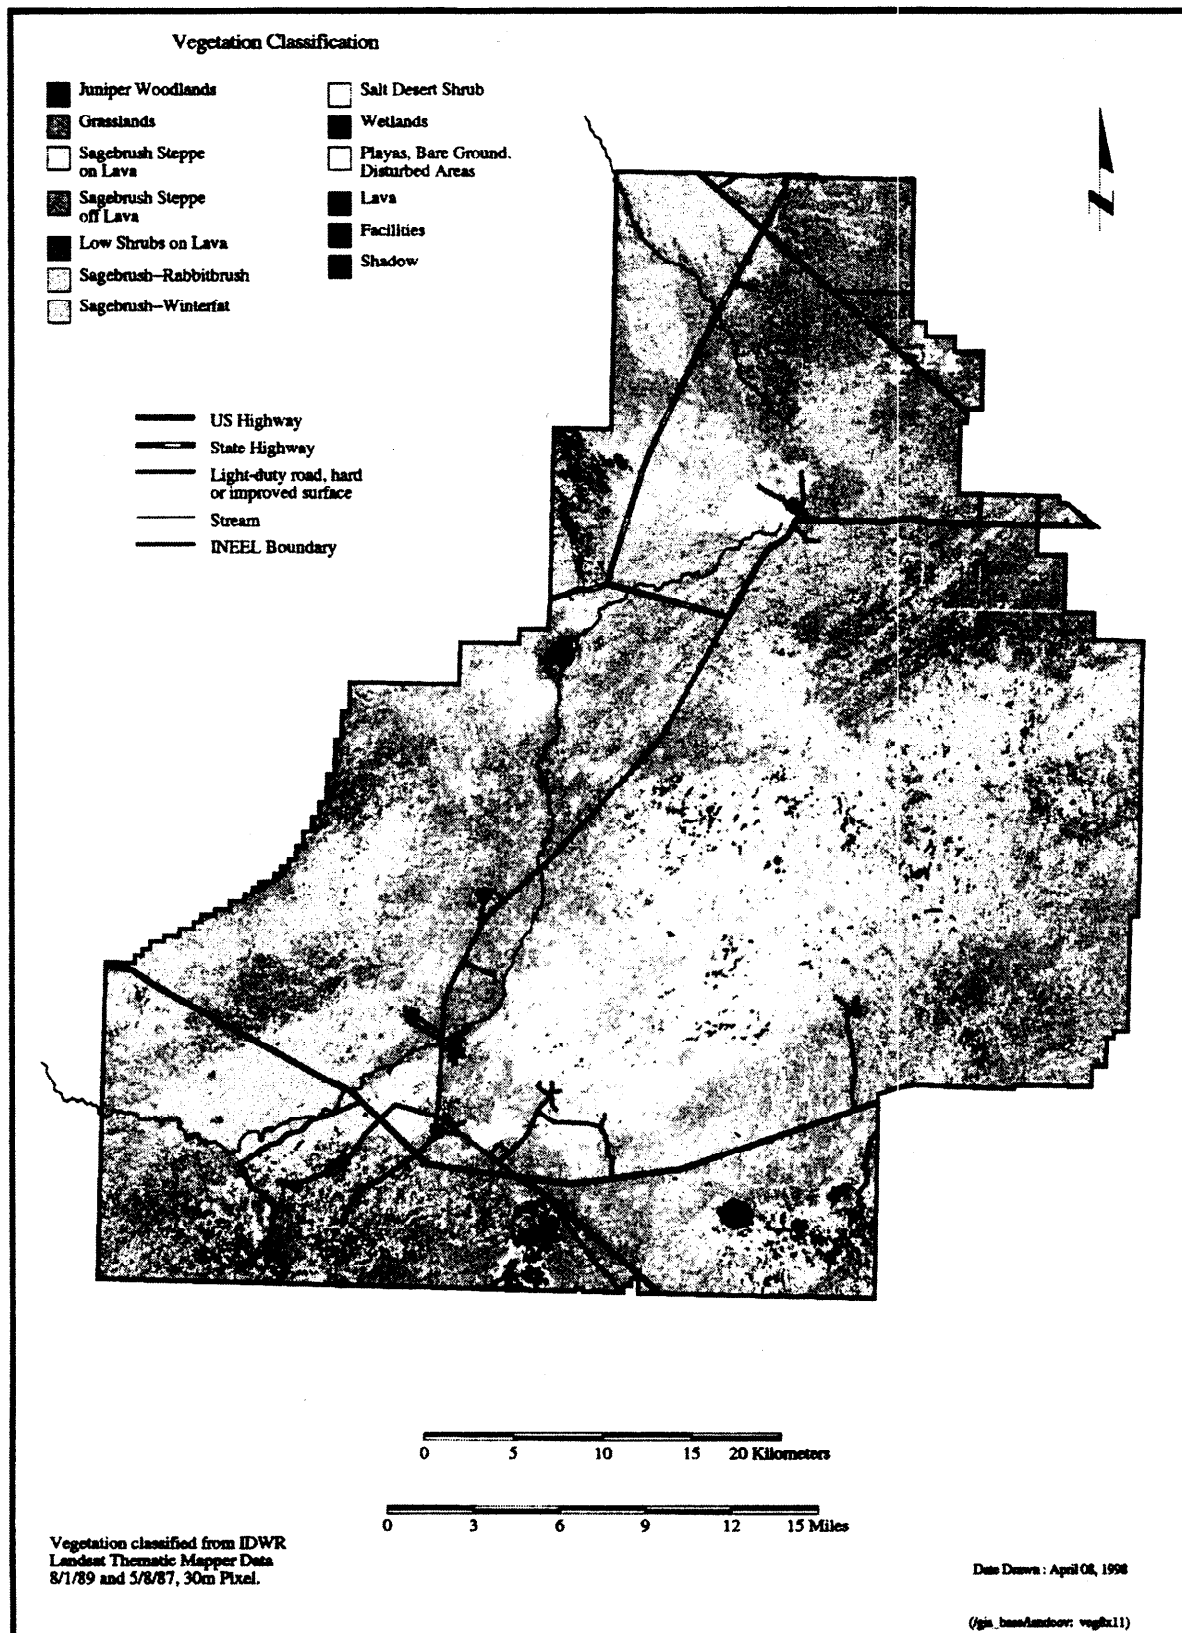 Vegetation Classification
Juniper Woodlands
Grasslands
Sagebrush Steppe
on Lava
Sagebrush Steppe
off Lava
Low Shrubs on Lava
Sagebrush–Rabbitbrush
Sagebrush–Winterfat
Salt Desert Shrub
Wetlands
Playas, Bare Ground.
Disturbed Areas
Lava
Facilities
Shadow
US Highway
State Highway
Light-duty road, hard
or improved surface
Stream
INEEL Boundary
0 5 10 15 20 Kilometers
0 3 6 9 12 15 Miles
Vegetation classified from IDWR
Landsat Thematic Mapper Data
8/1/89 and 5/8/87, 30m Pixel.
Date Drawn : April 08, 1998